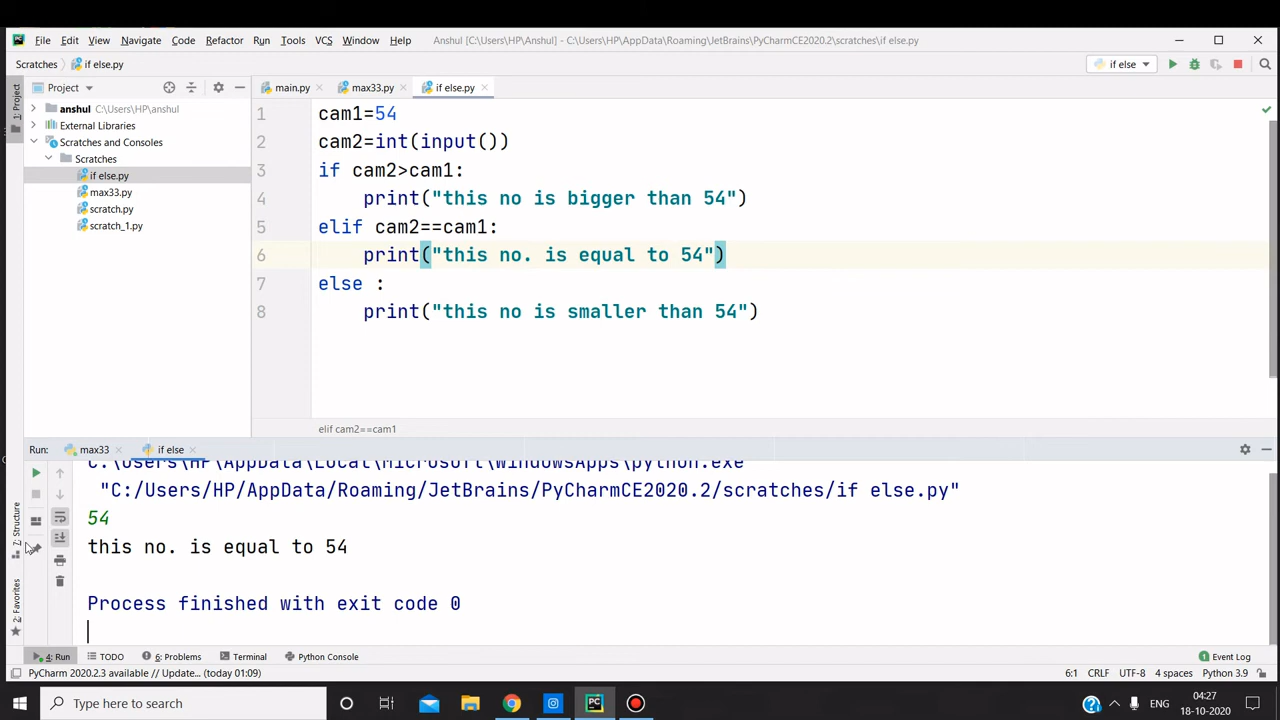 File Edit View Navigate Code Refactor Run Tools VCS Window Help Anshul [C:\Users\HP\Anshul] - C:\Users\HP\AppData\Roaming\JetBrains\PyCharmCE2020.2\scratches\if else.py
Scratches if else.py if else
1: Project Project main.py max33.py if else.py
anshul C:\Users\HP\anshul
External Libraries
Scratches and Consoles
Scratches
if else.py
max33.py
scratch.py
scratch_1.py
1 cam1=54
2 cam2=int(input())
3 if cam2>cam1:
4 print("this no is bigger than 54")
5 elif cam2==cam1:
6 print("this no. is equal to 54")
7 else :
8 print("this no is smaller than 54")
elif cam2==cam1
Run: max33 if else
C:\Users\HP\AppData\Local\Microsoft\WindowsApps\python.exe
"C:/Users/HP/AppData/Roaming/JetBrains/PyCharmCE2020.2/scratches/if else.py"
54
this no. is equal to 54
Process finished with exit code 0
7: Structure
2: Favorites
4: Run TODO 6: Problems Terminal Python Console 1 Event Log
PyCharm 2020.2.3 available // Update... (today 01:09) 6:1 CRLF UTF-8 4 spaces Python 3.9
Type here to search ENG 04:27
18-10-2020